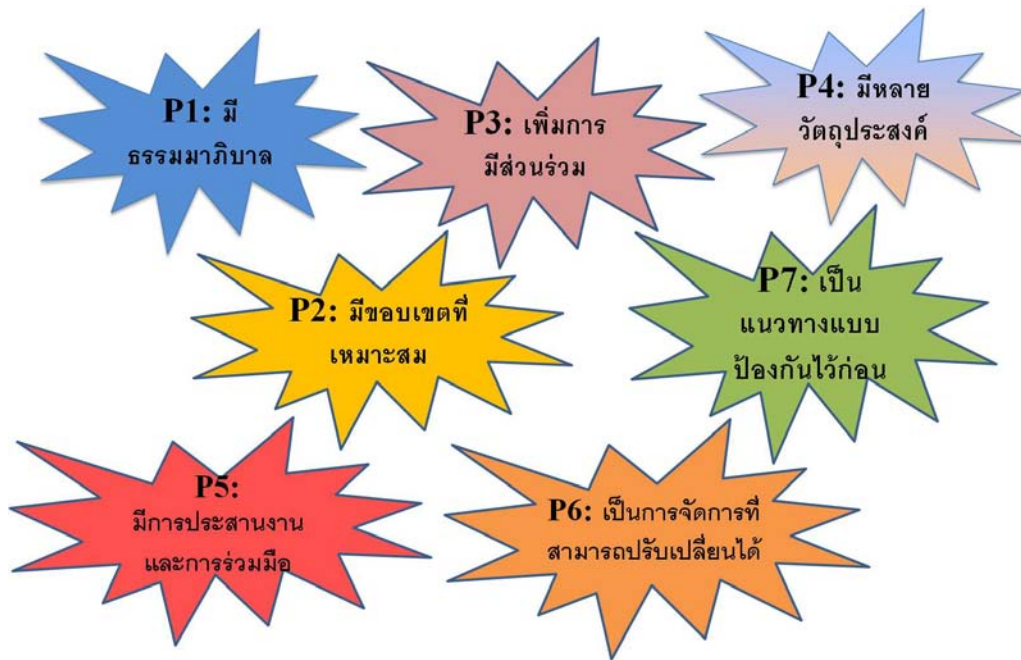 P1: มี
ธรรมมาภิบาล
P3: เพิ่มการ
มีส่วนร่วม
P4: มีหลาย
วัตถุประสงค์
P2: มีขอบเขตที่
เหมาะสม
P7: เป็น
แนวทางแบบ
ป้องกันไว้ก่อน
P5:
มีการประสานงาน
และการร่วมมือ
P6: เป็นการจัดการที่
สามารถปรับเปลี่ยนได้